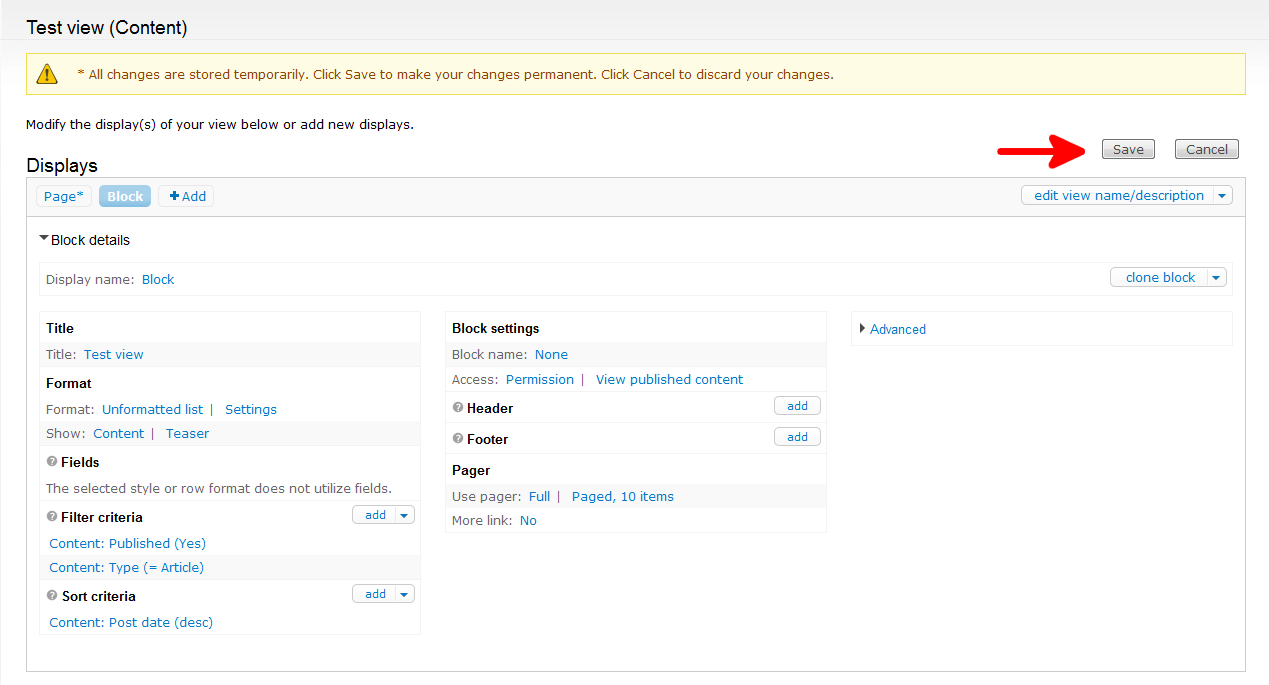 Test view (Content)
* All changes are stored temporarily. Click Save to make your changes permanent. Click Cancel to discard your changes.
Modify the display(s) of your view below or add new displays.
Save Cancel
Displays
Page* Block Add edit view name/description
Block details
Display name: Block clone block
Title
Title: Test view
Format
Format: Unformatted list | Settings
Show: Content | Teaser
Fields
The selected style or row format does not utilize fields.
Filter criteria add
Content: Published (Yes)
Content: Type (= Article)
Sort criteria add
Content: Post date (desc)
Block settings
Block name: None
Access: Permission | View published content
Header add
Footer add
Pager
Use pager: Full | Paged, 10 items
More link: No
Advanced